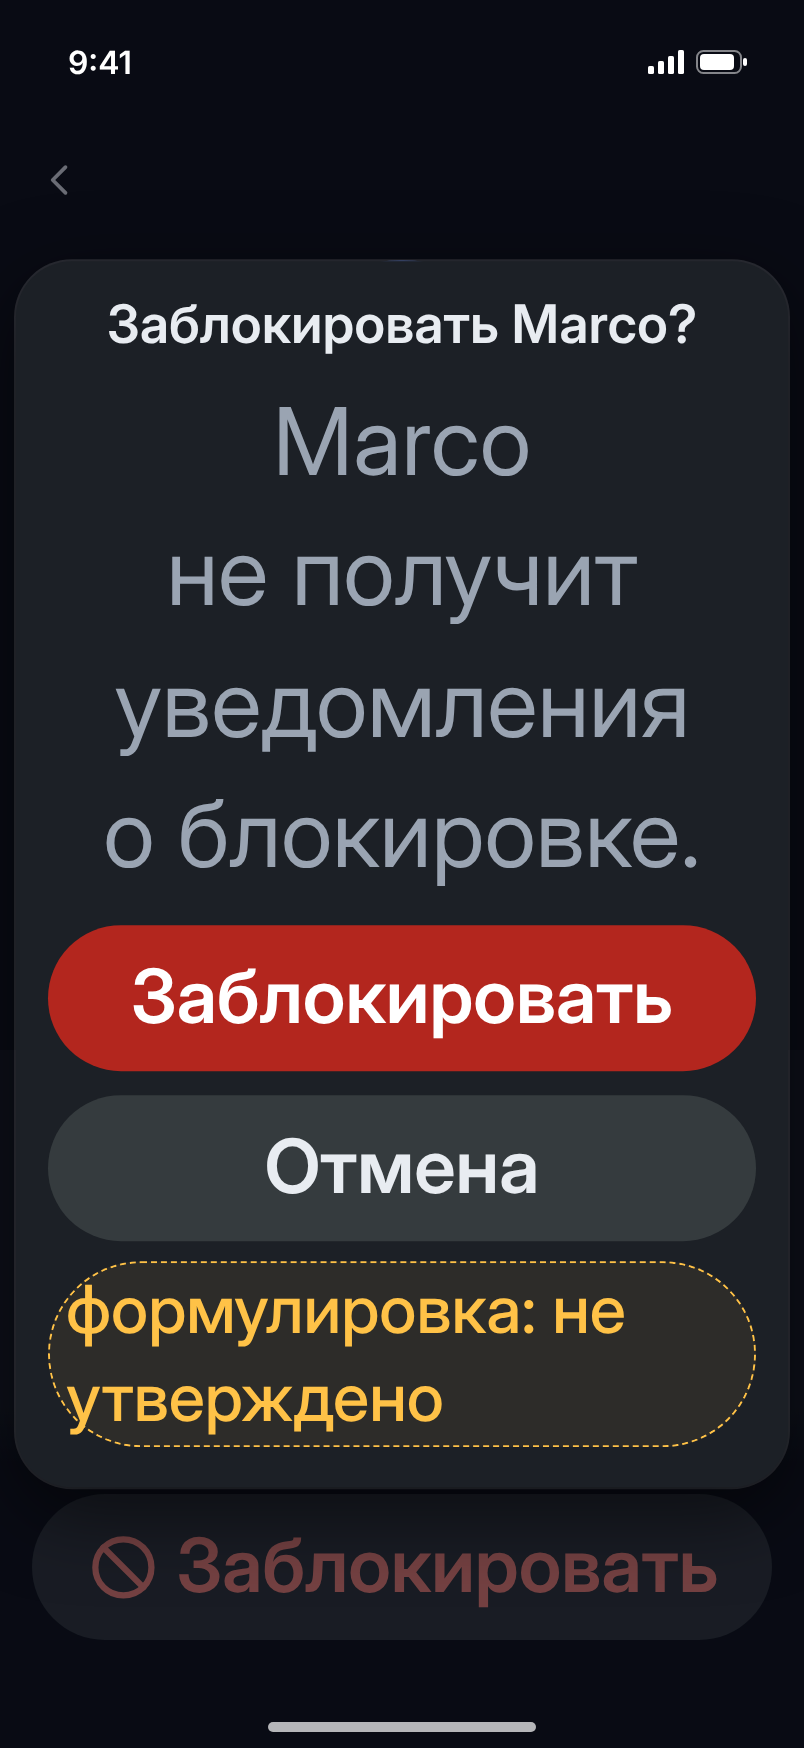 9:41
Заблокировать Marco?
Marco
не получит
уведомления
о блокировке.
Заблокировать
Отмена
формулировка: не
утверждено
Заблокировать